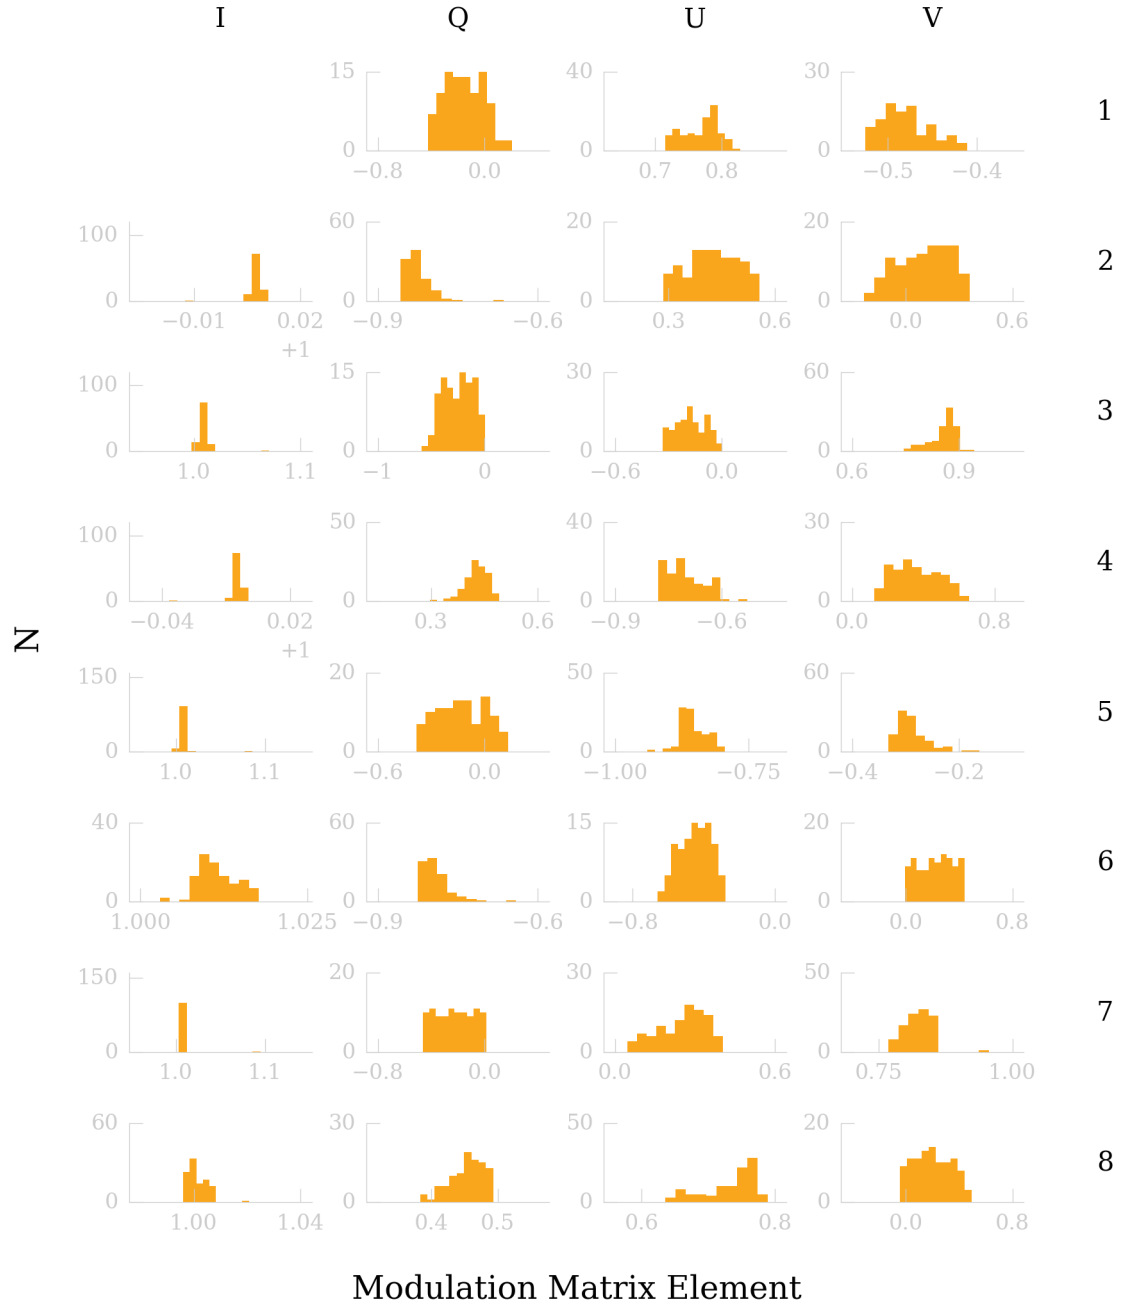 I Q U V
15 40 30
0 0 0 1
−0.8 0.0 0.7 0.8 −0.5 −0.4
100 60 20 20
0 0 0 0 2
−0.01 0.02 −0.9 −0.6 0.3 0.6 0.0 0.6
+1
100 15 30 60
0 0 0 0 3
1.0 1.1 −1 0 −0.6 0.0 0.6 0.9
100 50 40 30
0 0 0 0 4
−0.04 0.02 0.3 0.6 −0.9 −0.6 0.0 0.8
+1
N
150 20 50 60
0 0 0 0 5
1.0 1.1 −0.6 0.0 −1.00 −0.75 −0.4 −0.2
40 60 15 20
0 0 0 0 6
1.000 1.025 −0.9 −0.6 −0.8 0.0 0.0 0.8
150 20 30 50
0 0 0 0 7
1.0 1.1 −0.8 0.0 0.0 0.6 0.75 1.00
60 30 50 20
0 0 0 0 8
1.00 1.04 0.4 0.5 0.6 0.8 0.0 0.8
Modulation Matrix Element